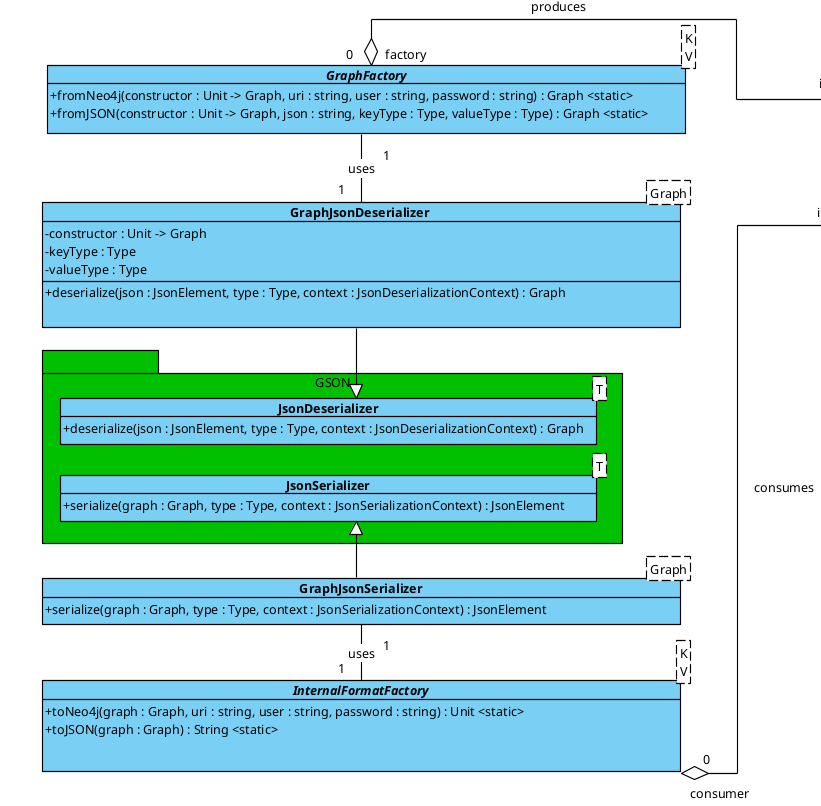 produces
0
factory
K
V
GraphFactory
+fromNeo4j(constructor : Unit -> Graph, uri : string, user : string, password : string) : Graph <static>
+fromJSON(constructor : Unit -> Graph, json : string, keyType : Type, valueType : Type) : Graph <static>
1
uses
1
Graph
GraphJsonDeserializer
-constructor : Unit -> Graph
-keyType : Type
-valueType : Type
+deserialize(json : JsonElement, type : Type, context : JsonDeserializationContext) : Graph
GSON
T
JsonDeserializer
+deserialize(json : JsonElement, type : Type, context : JsonDeserializationContext) : Graph
T
JsonSerializer
+serialize(graph : Graph, type : Type, context : JsonSerializationContext) : JsonElement
consumes
Graph
GraphJsonSerializer
+serialize(graph : Graph, type : Type, context : JsonSerializationContext) : JsonElement
1
uses
1
K
V
InternalFormatFactory
+toNeo4j(graph : Graph, uri : string, user : string, password : string) : Unit <static>
+toJSON(graph : Graph) : String <static>
0
consumer